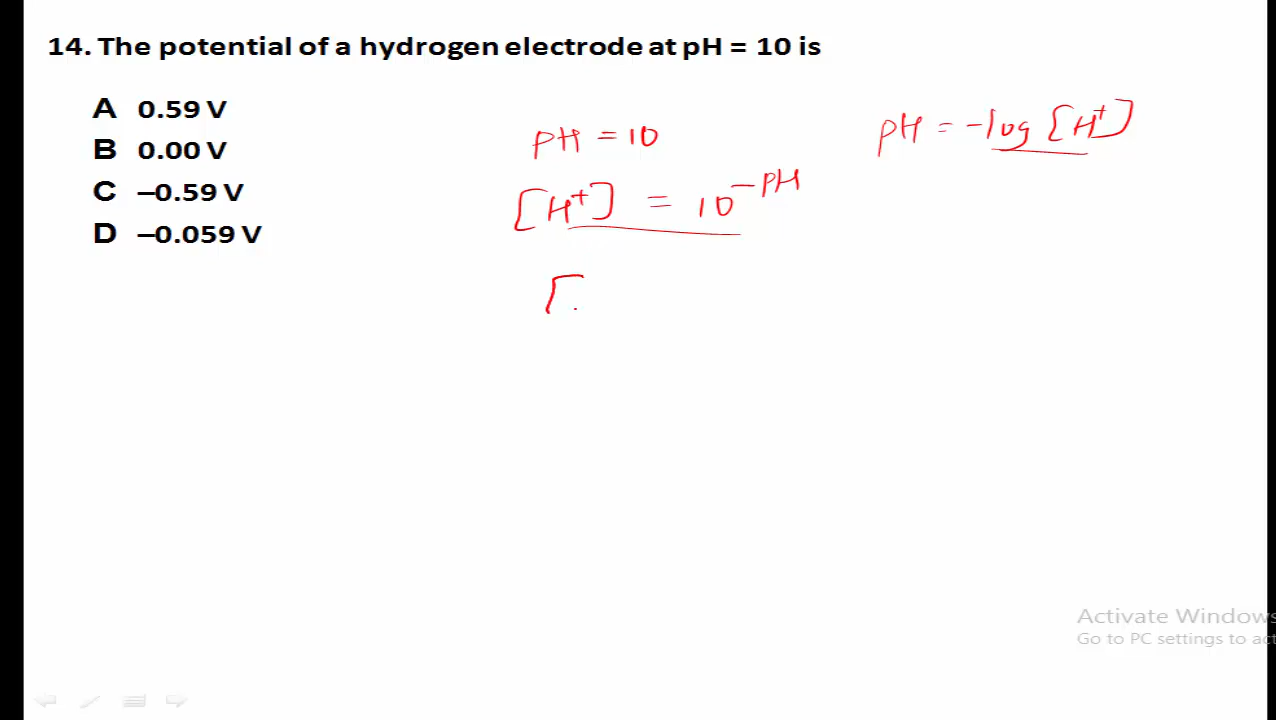 14. The potential of a hydrogen electrode at pH = 10 is
A 0.59 V
B 0.00 V
C –0.59 V
D –0.059 V
pH = 10
pH = -log [H⁺]
[H⁺] = 10⁻ᵖᴴ
[
Activate Windows
Go to PC settings to act